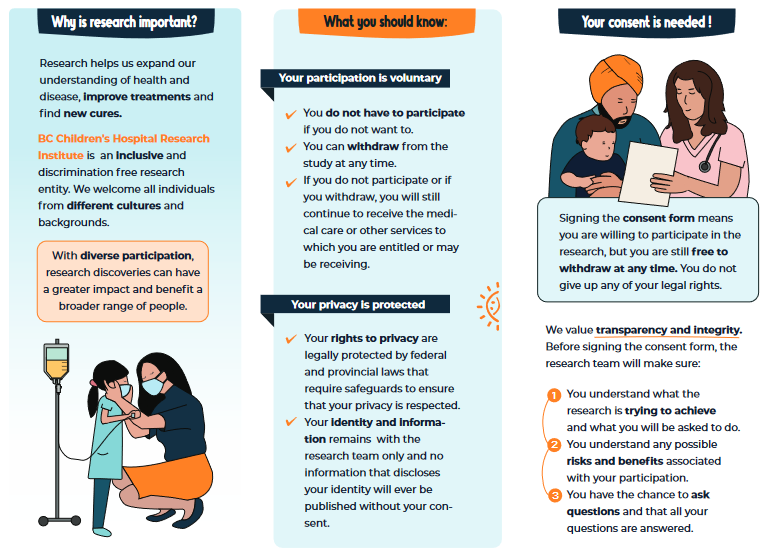 Why is research important?
Research helps us expand our
understanding of health and
disease, improve treatments and
find new cures.
BC Children's Hospital Research
Institute is an inclusive and
discrimination free research
entity. We welcome all individuals
from different cultures and
backgrounds.
With diverse participation,
research discoveries can have
a greater impact and benefit a
broader range of people.
What you should know:
Your participation is voluntary
You do not have to participate
if you do not want to.
You can withdraw from the
study at any time.
If you do not participate or if
you withdraw, you will still
continue to receive the medi-
cal care or other services to
which you are entitled or may
be receiving.
Your privacy is protected
Your rights to privacy are
legally protected by federal
and provincial laws that
require safeguards to ensure
that your privacy is respected.
Your identity and informa-
tion remains with the
research team only and no
information that discloses
your identity will ever be
published without your con-
sent.
Your consent is needed !
Signing the consent form means
you are willing to participate in the
research, but you are still free to
withdraw at any time. You do not
give up any of your legal rights.
We value transparency and integrity.
Before signing the consent form, the
research team will make sure:
1 You understand what the
research is trying to achieve
and what you will be asked to do.
2 You understand any possible
risks and benefits associated
with your participation.
3 You have the chance to ask
questions and that all your
questions are answered.